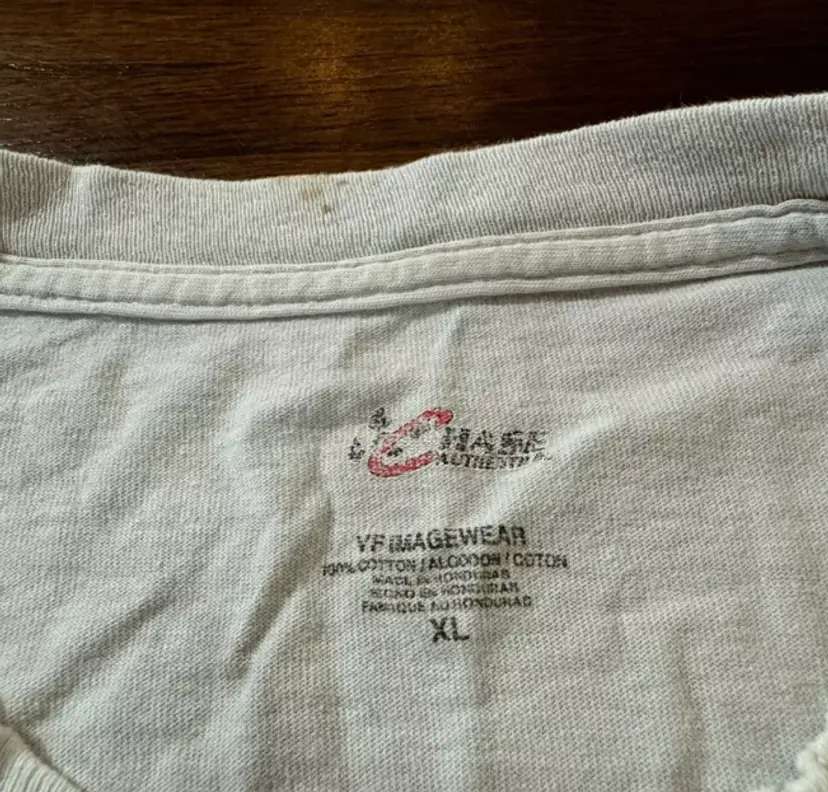 CHASE
AUTHENTICS
VF IMAGEWEAR
100% COTTON / ALGODON / COTON
MADE IN HONDURAS
HECHO EN HONDURAS
FABRIQUE AU HONDURAS
XL